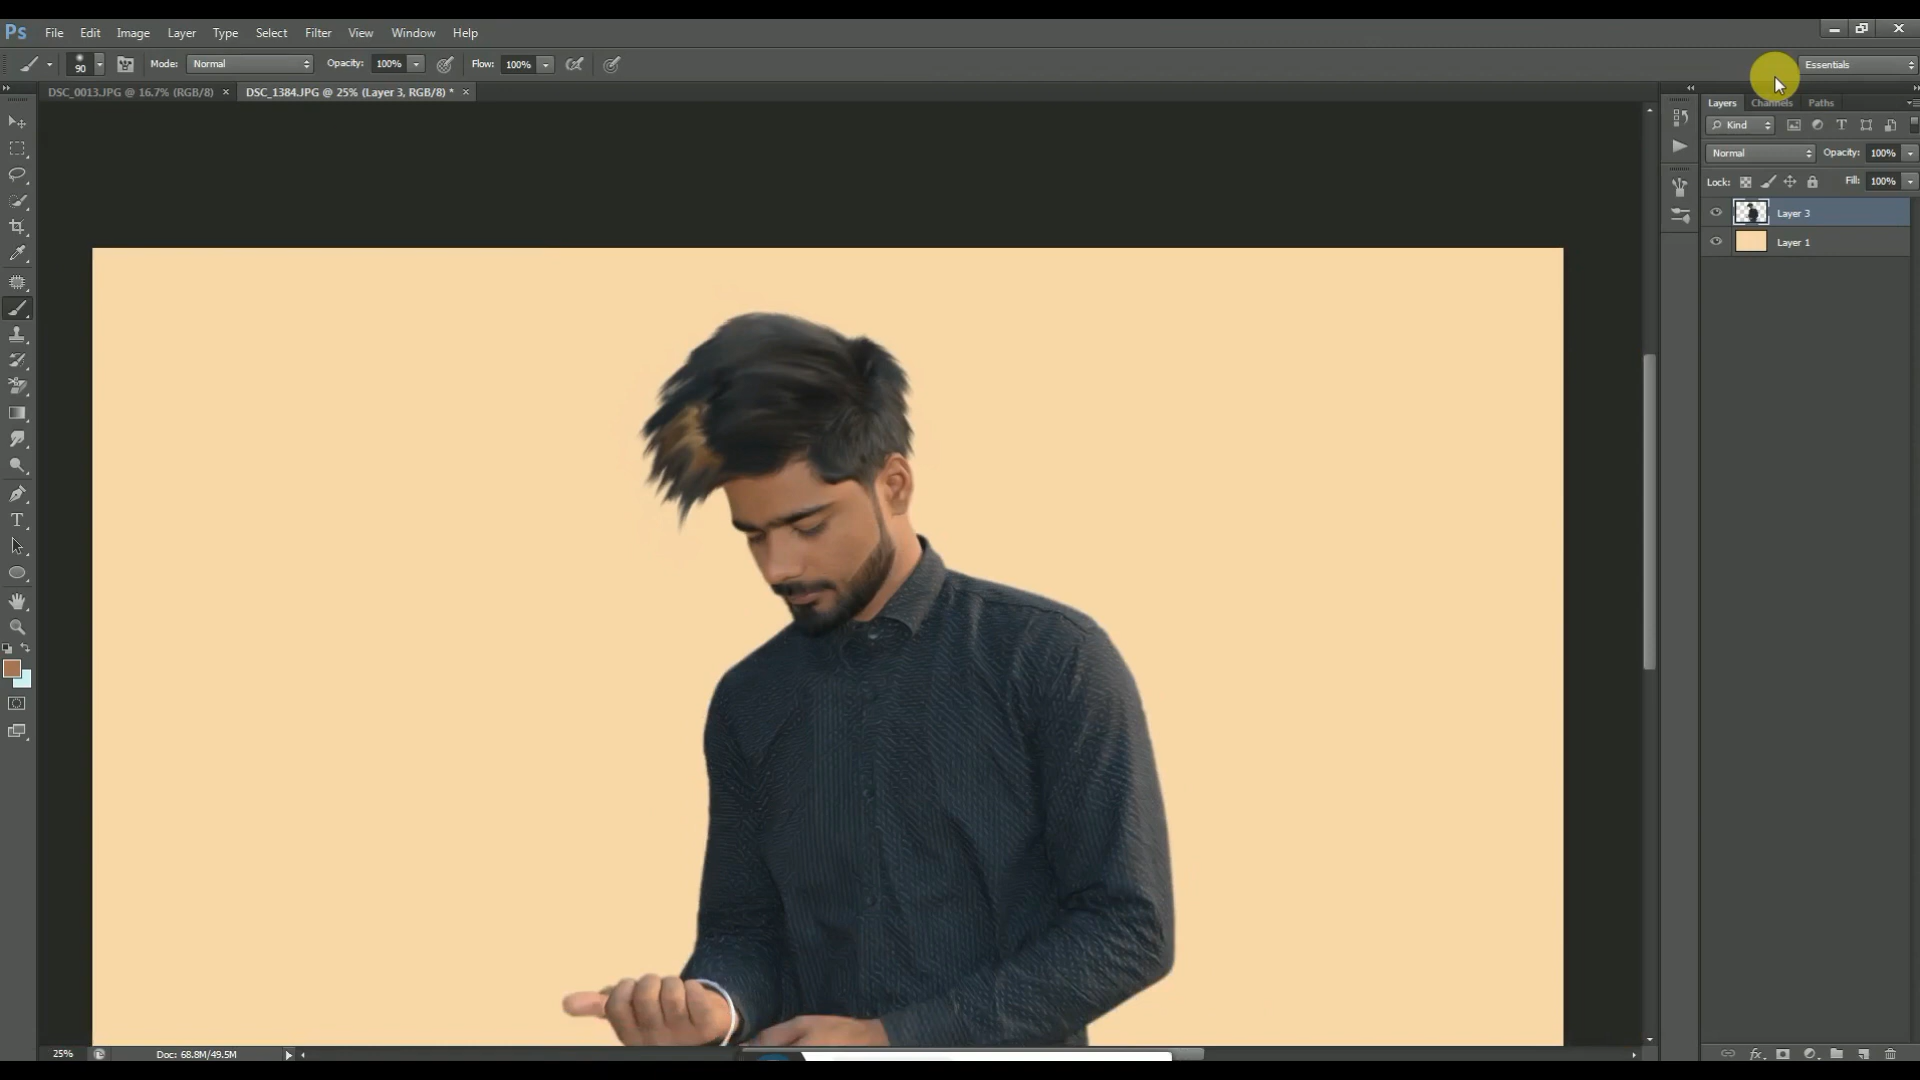 Ps File Edit Image Layer Type Select Filter View Window Help
90 Mode: Normal Opacity: 100% Flow: 100% Essentials
DSC_0013.JPG @ 16.7% (RGB/8) × DSC_1384.JPG @ 25% (Layer 3, RGB/8) * ×
Layers Channels Paths
Kind
Normal Opacity: 100%
Lock: Fill: 100%
Layer 3
Layer 1
25% Doc: 68.8M/49.5M